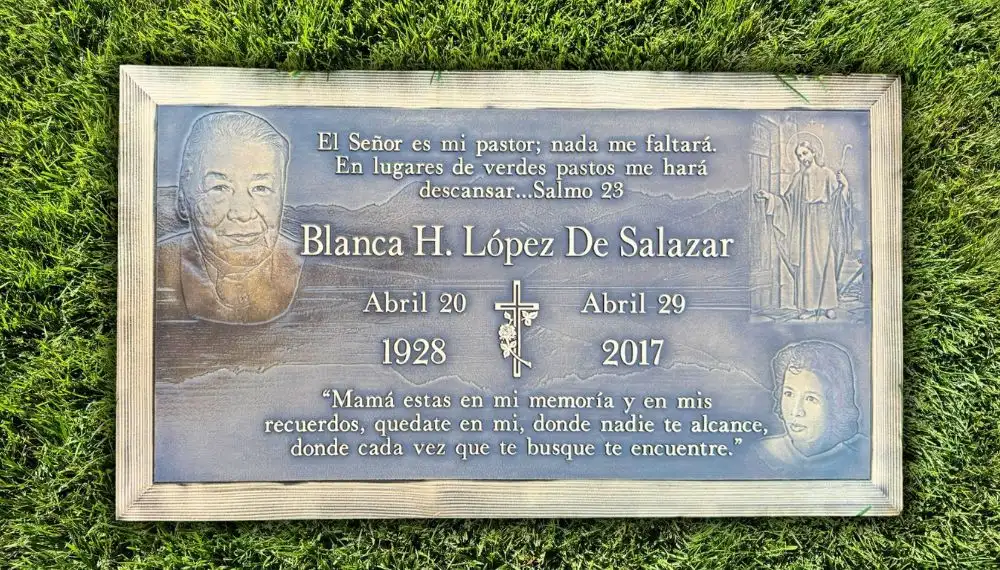 El Señor es mi pastor; nada me faltará.
En lugares de verdes pastos me hará
descansar...Salmo 23
Blanca H. López De Salazar
Abril 20
Abril 29
1928
2017
“Mamá estas en mi memoría y en mis
recuerdos, quedate en mi, donde nadie te alcance,
donde cada vez que te busque te encuentre.”